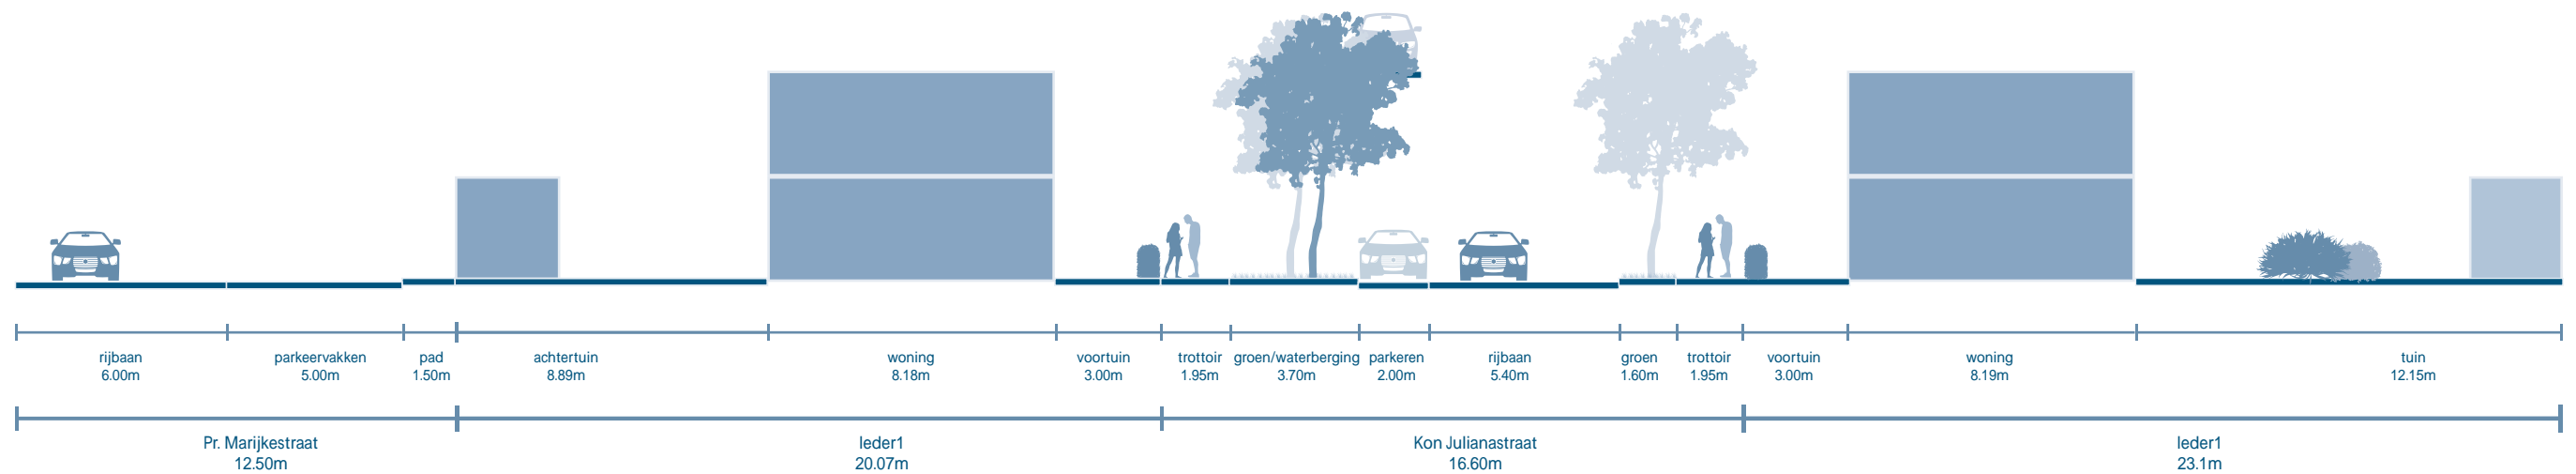 rijbaan
6.00m
parkeervakken
5.00m
pad
1.50m
achtertuin
8.89m
woning
8.18m
voortuin
3.00m
trottoir
1.95m
groen/waterberging
3.70m
parkeren
2.00m
rijbaan
5.40m
groen
1.60m
trottoir
1.95m
voortuin
3.00m
woning
8.19m
tuin
12.15m
Pr. Marijkestraat
12.50m
Ieder1
20.07m
Kon Julianastraat
16.60m
Ieder1
23.1m